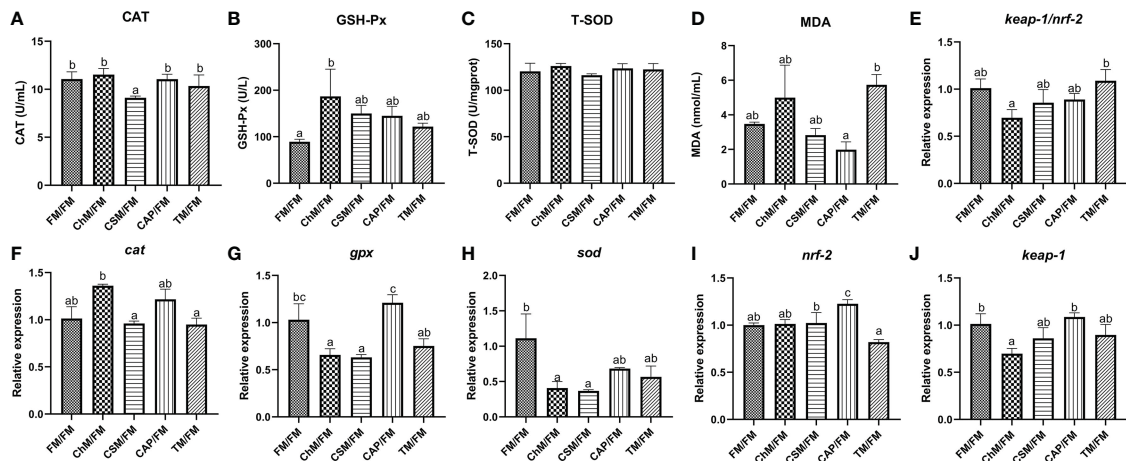 A CAT
CAT (U/mL)
15
10
5
0
b b a b b
FM/FM ChM/FM CSM/FM CAP/FM TM/FM
B GSH-Px
GSH-Px (U/L)
300
200
100
0
a b ab ab ab
FM/FM ChM/FM CSM/FM CAP/FM TM/FM
C T-SOD
T-SOD (U/mgprot)
150
100
50
0
FM/FM ChM/FM CSM/FM CAP/FM TM/FM
D MDA
MDA (nmol/mL)
8
6
4
2
0
ab ab ab a b
FM/FM ChM/FM CSM/FM CAP/FM TM/FM
E keap-1/nrf-2
Relative expression
1.5
1.0
0.5
0.0
ab a ab ab b
FM/FM ChM/FM CSM/FM CAP/FM TM/FM
F cat
Relative expression
1.5
1.0
0.5
0.0
ab b a ab a
FM/FM ChM/FM CSM/FM CAP/FM TM/FM
G gpx
Relative expression
1.5
1.0
0.5
0.0
bc a a c ab
FM/FM ChM/FM CSM/FM CAP/FM TM/FM
H sod
Relative expression
2.0
1.5
1.0
0.5
0.0
b a a ab ab
FM/FM ChM/FM CSM/FM CAP/FM TM/FM
I nrf-2
Relative expression
1.5
1.0
0.5
0.0
ab ab b c a
FM/FM ChM/FM CSM/FM CAP/FM TM/FM
J keap-1
Relative expression
1.5
1.0
0.5
0.0
b a ab b ab
FM/FM ChM/FM CSM/FM CAP/FM TM/FM